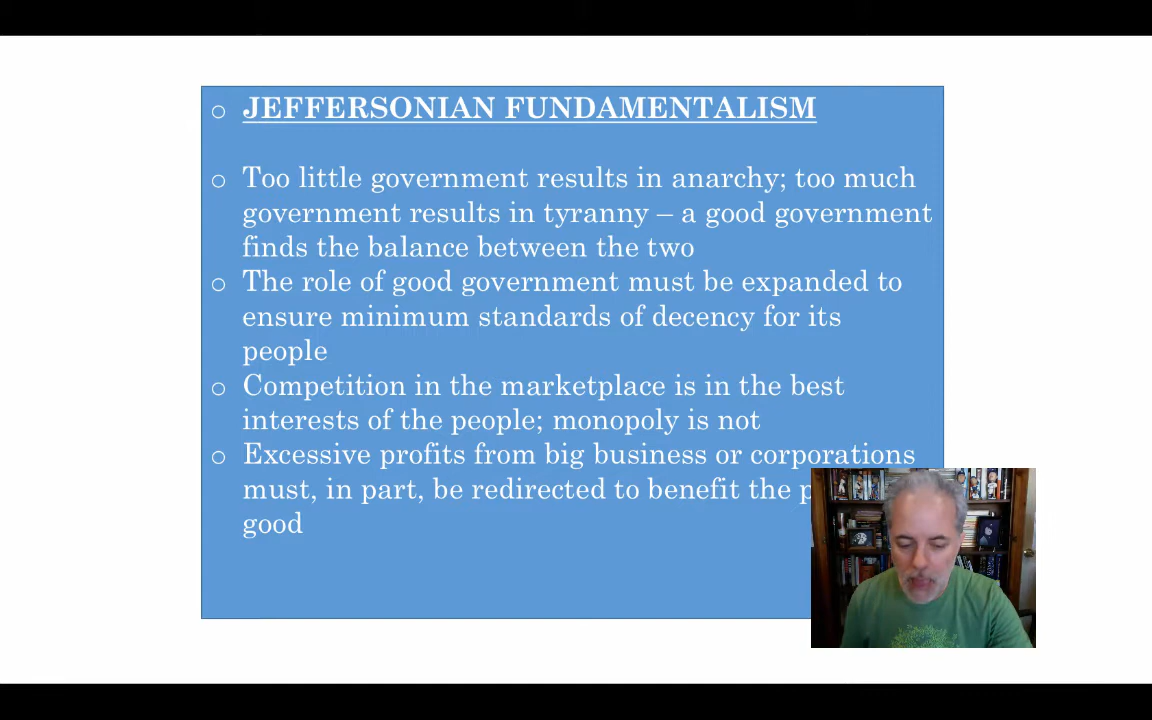 JEFFERSONIAN FUNDAMENTALISM
Too little government results in anarchy; too much
government results in tyranny – a good government
finds the balance between the two
The role of good government must be expanded to
ensure minimum standards of decency for its
people
Competition in the marketplace is in the best
interests of the people; monopoly is not
Excessive profits from big business or corporations
must, in part, be redirected to benefit the
good